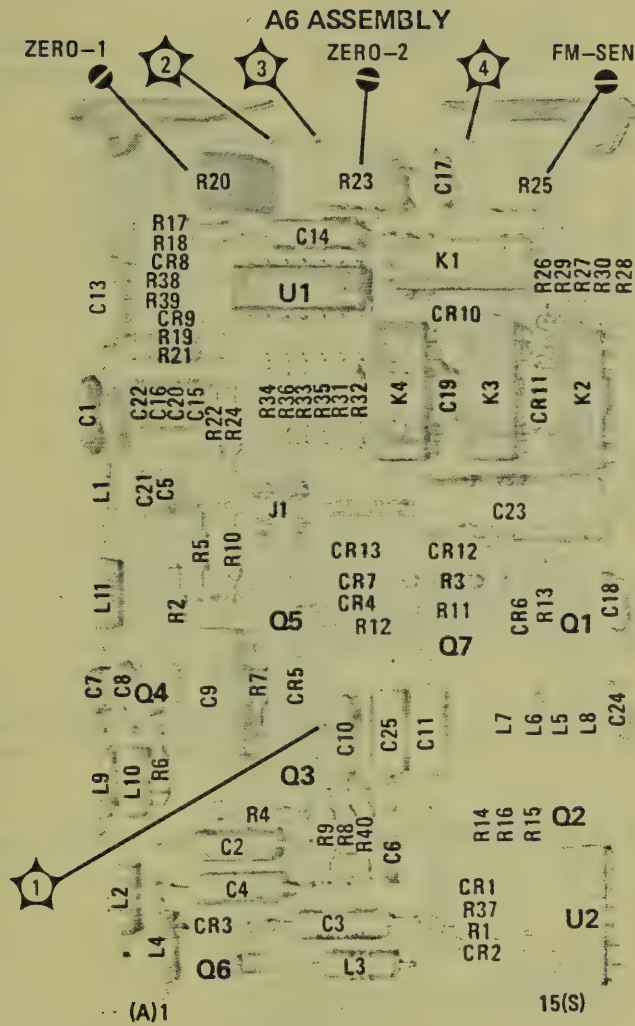 A6 ASSEMBLY
ZERO-1 2 3 ZERO-2 4 FM-SEN
R20 R23 C17 R25
R17
R18
CR8
R38
R39
CR9
R19
R21
C13
C14
U1
K1
CR10
R26 R29 R27 R30 R28
C1
C22 C16 C20 C15 R22 R24
R34 R36 R33 R35 R31 R32
K4 C19 K3 CR11 K2
L1 C21 C5
J1
C23
L11 R2 R5 R10
Q5
CR13 CR12
CR7 R3
CR4 R11
R12
Q7
CR6 R13 Q1 C18
C7 C8 Q4 C9 R7 CR5
C10 C25 C11
L7 L6 L5 L8 C24
L9 L10 R6
Q3
R4
C2
R9 R8 R40 C6
R14 R16 R15 Q2
1
L2
C4
CR3 C3
L4
Q6 L3
CR1
R37
R1
CR2
U2
(A)1 15(S)